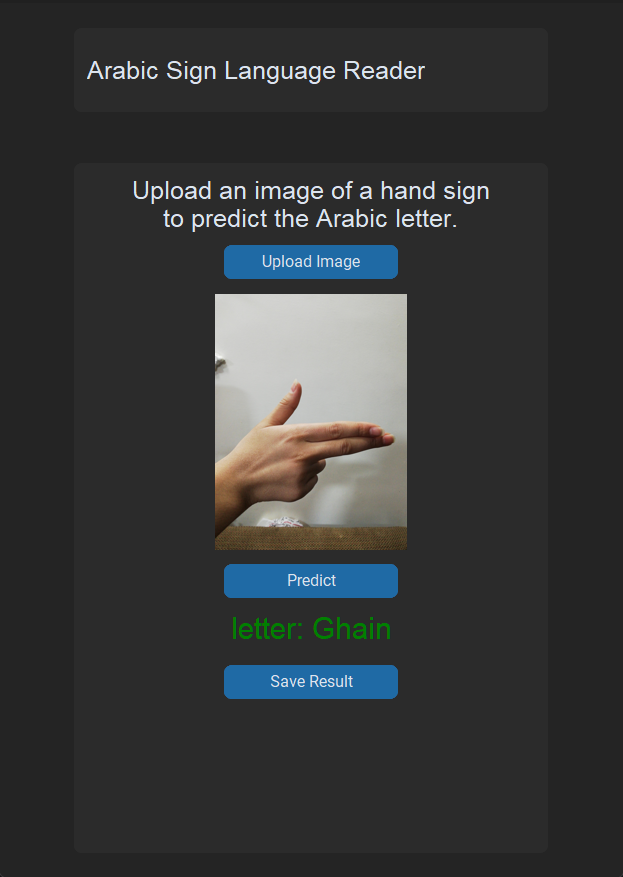 Arabic Sign Language Reader
Upload an image of a hand sign
to predict the Arabic letter.
Upload Image
Predict
letter: Ghain
Save Result